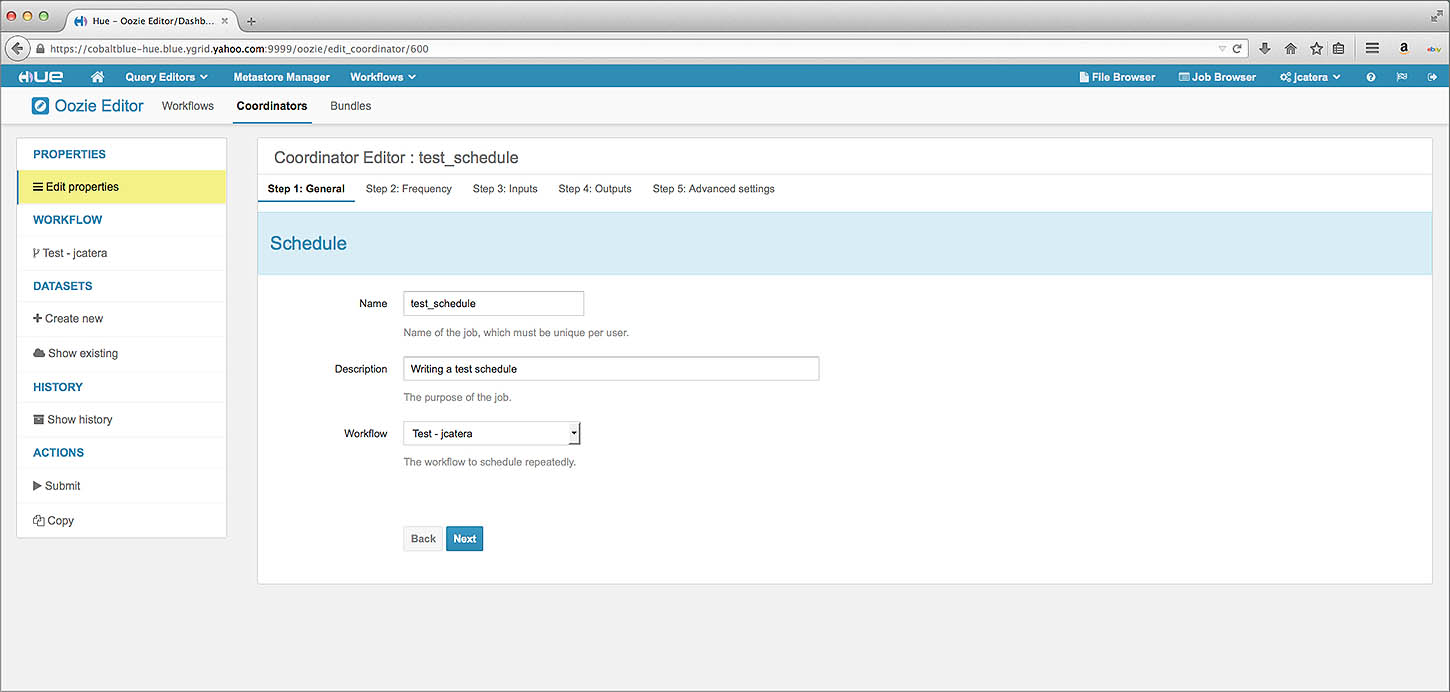 Hue - Oozie Editor/Dashb...
https://cobaltblue-hue.blue.ygrid.yahoo.com:9999/oozie/edit_coordinator/600
a
ebay
HUE Query Editors Metastore Manager Workflows File Browser Job Browser jcatera
Oozie Editor Workflows Coordinators Bundles
PROPERTIES
Edit properties
WORKFLOW
Test - jcatera
DATASETS
Create new
Show existing
HISTORY
Show history
ACTIONS
Submit
Copy
Coordinator Editor : test_schedule
Step 1: General Step 2: Frequency Step 3: Inputs Step 4: Outputs Step 5: Advanced settings
Schedule
Name test_schedule
Name of the job, which must be unique per user.
Description Writing a test schedule
The purpose of the job.
Workflow Test - jcatera
The workflow to schedule repeatedly.
Back Next